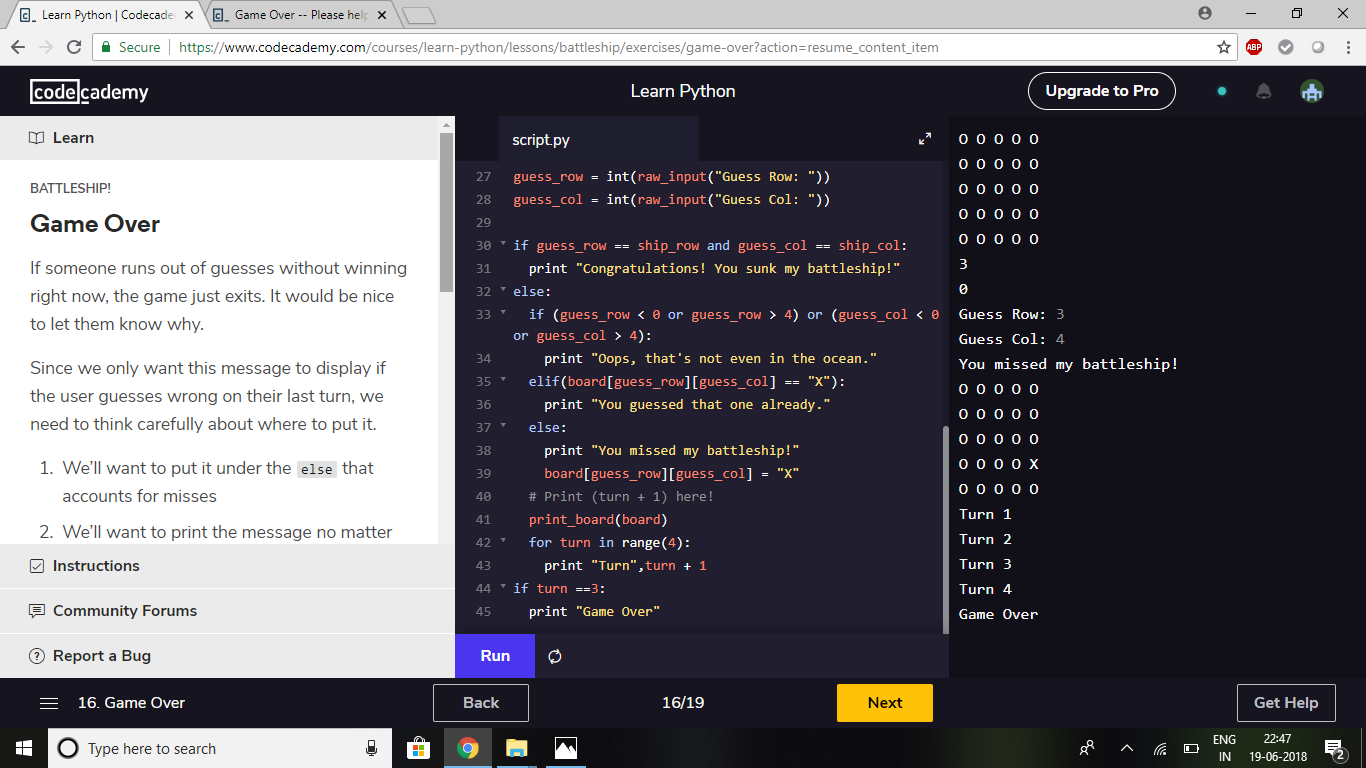 Learn Python | Codecade
Game Over -- Please help
Secure
https://www.codecademy.com/courses/learn-python/lessons/battleship/exercises/game-over?action=resume_content_item
ABP
codecademy
Learn Python
Upgrade to Pro
Learn
BATTLESHIP!
Game Over
If someone runs out of guesses without winning
right now, the game just exits. It would be nice
to let them know why.
Since we only want this message to display if
the user guesses wrong on their last turn, we
need to think carefully about where to put it.
1. We'll want to put it under the else that
accounts for misses
2. We'll want to print the message no matter
Instructions
Community Forums
Report a Bug
script.py
27 guess_row = int(raw_input("Guess Row: "))
28 guess_col = int(raw_input("Guess Col: "))
29
30 if guess_row == ship_row and guess_col == ship_col:
31 print "Congratulations! You sunk my battleship!"
32 else:
33 if (guess_row < 0 or guess_row > 4) or (guess_col < 0
or guess_col > 4):
34 print "Oops, that's not even in the ocean."
35 elif(board[guess_row][guess_col] == "X"):
36 print "You guessed that one already."
37 else:
38 print "You missed my battleship!"
39 board[guess_row][guess_col] = "X"
40 # Print (turn + 1) here!
41 print_board(board)
42 for turn in range(4):
43 print "Turn",turn + 1
44 if turn ==3:
45 print "Game Over"
Run
O O O O O
O O O O O
O O O O O
O O O O O
O O O O O
3
0
Guess Row: 3
Guess Col: 4
You missed my battleship!
O O O O O
O O O O O
O O O O O
O O O O X
O O O O O
Turn 1
Turn 2
Turn 3
Turn 4
Game Over
16. Game Over
Back
16/19
Next
Get Help
Type here to search
ENG
IN
22:47
19-06-2018
2